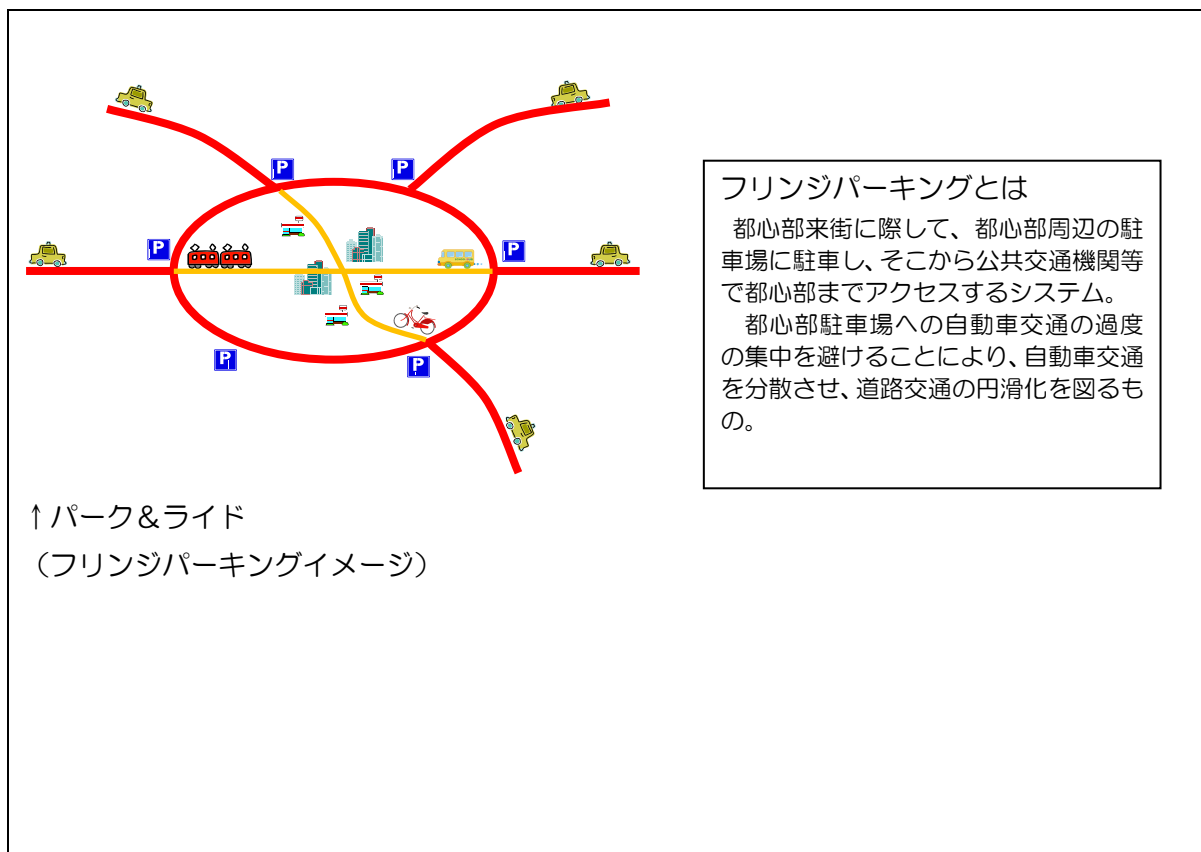 P
P
P
P
P
P
フリンジパーキングとは
都心部来街に際して、都心部周辺の駐
車場に駐車し、そこから公共交通機関等
で都心部までアクセスするシステム。
都心部駐車場への自動車交通の過度
の集中を避けることにより、自動車交通
を分散させ、道路交通の円滑化を図るも
の。
↑パーク＆ライド
（フリンジパーキングイメージ）